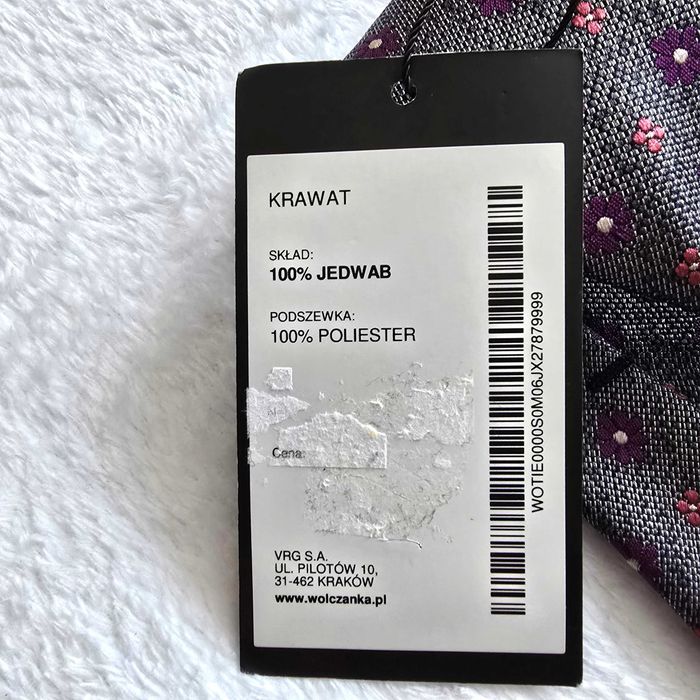 KRAWAT
SKŁAD:
100% JEDWAB
PODSZEWKA:
100% POLIESTER
Cena:
VRG S.A.
UL. PILOTÓW 10,
31-462 KRAKÓW
www.wolczanka.pl
WOTIE0000S0M06JX27879999